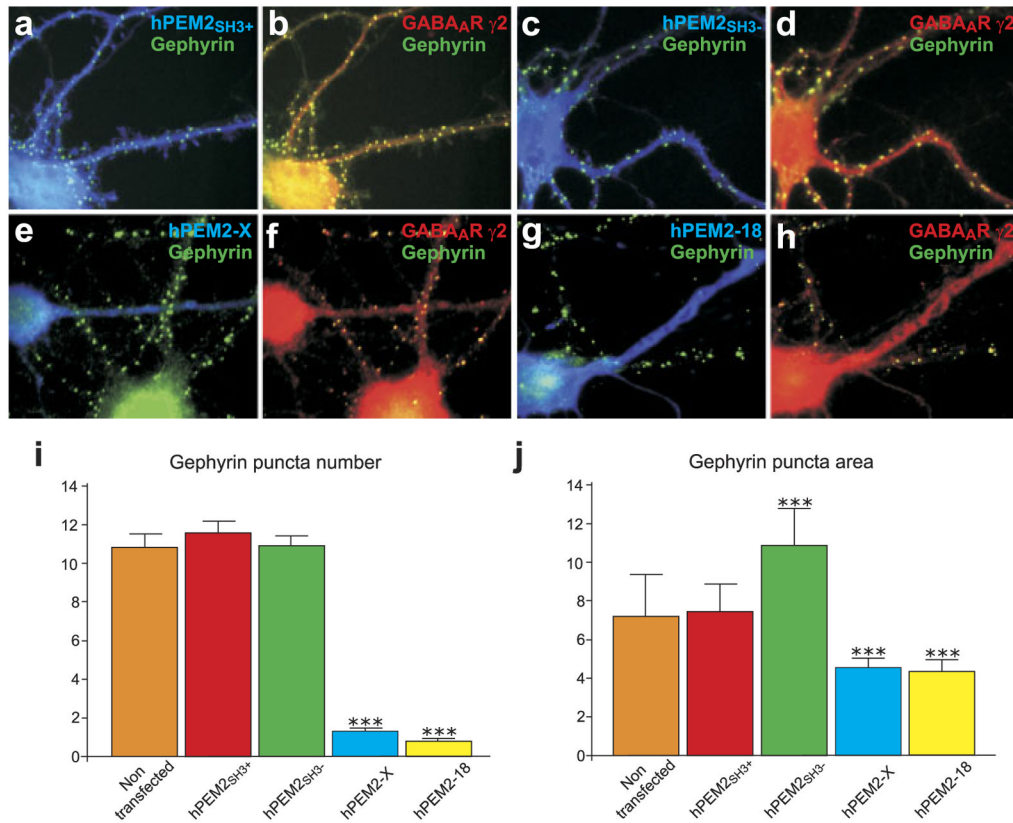 a hPEM2SH3+
Gephyrin
b GABAAR γ2
Gephyrin
c hPEM2SH3-
Gephyrin
d GABAAR γ2
Gephyrin
e hPEM2-X
Gephyrin
f GABAAR γ2
Gephyrin
g hPEM2-18
Gephyrin
h GABAAR γ2
Gephyrin
i
Gephyrin puncta number
14
12
10
8
6
4
2
0
***
***
Non
transfected
hPEM2SH3+
hPEM2SH3-
hPEM2-X
hPEM2-18
j
Gephyrin puncta area
14
12
10
8
6
4
2
0
***
***
***
Non
transfected
hPEM2SH3+
hPEM2SH3-
hPEM2-X
hPEM2-18